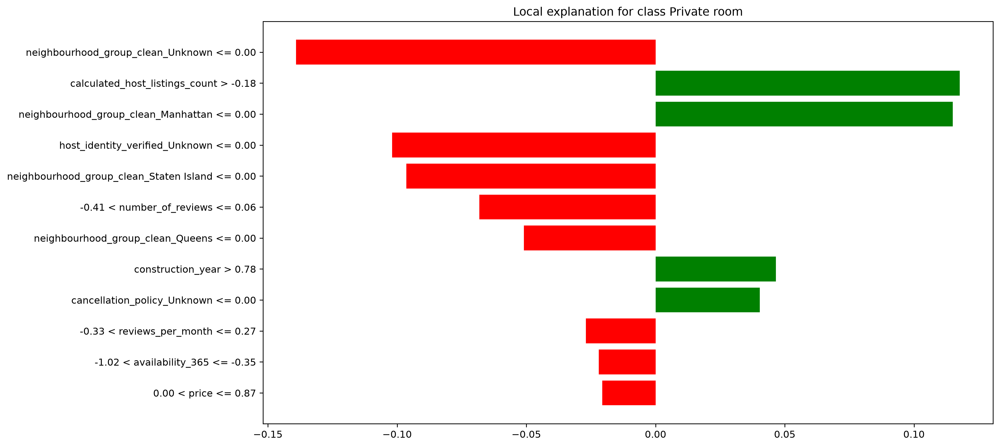 Local explanation for class Private room
neighbourhood_group_clean_Unknown <= 0.00
calculated_host_listings_count > -0.18
neighbourhood_group_clean_Manhattan <= 0.00
host_identity_verified_Unknown <= 0.00
neighbourhood_group_clean_Staten Island <= 0.00
-0.41 < number_of_reviews <= 0.06
neighbourhood_group_clean_Queens <= 0.00
construction_year > 0.78
cancellation_policy_Unknown <= 0.00
-0.33 < reviews_per_month <= 0.27
-1.02 < availability_365 <= -0.35
0.00 < price <= 0.87
−0.15 −0.10 −0.05 0.00 0.05 0.10